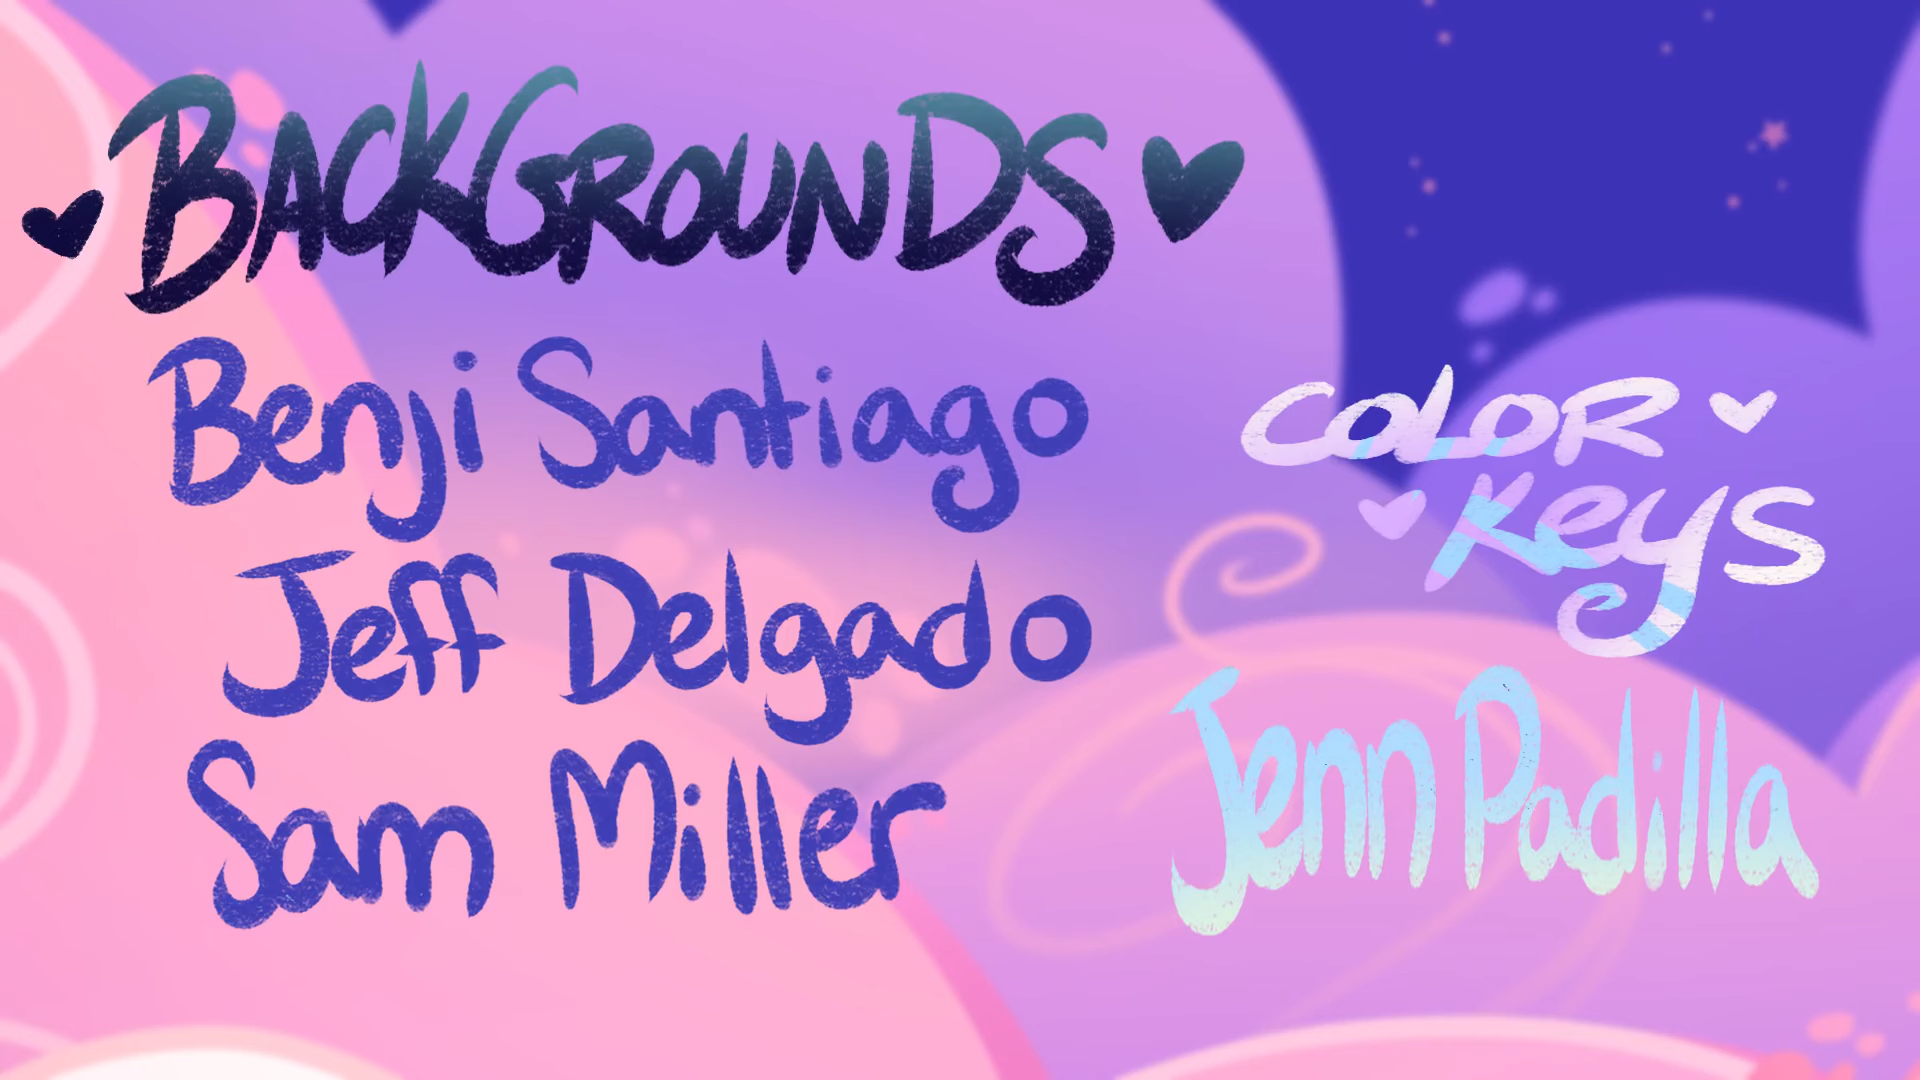 BACKGROUNDS
Benji Santiago
Jeff Delgado
Sam Miller
COLOR
Keys
Jenn Padilla